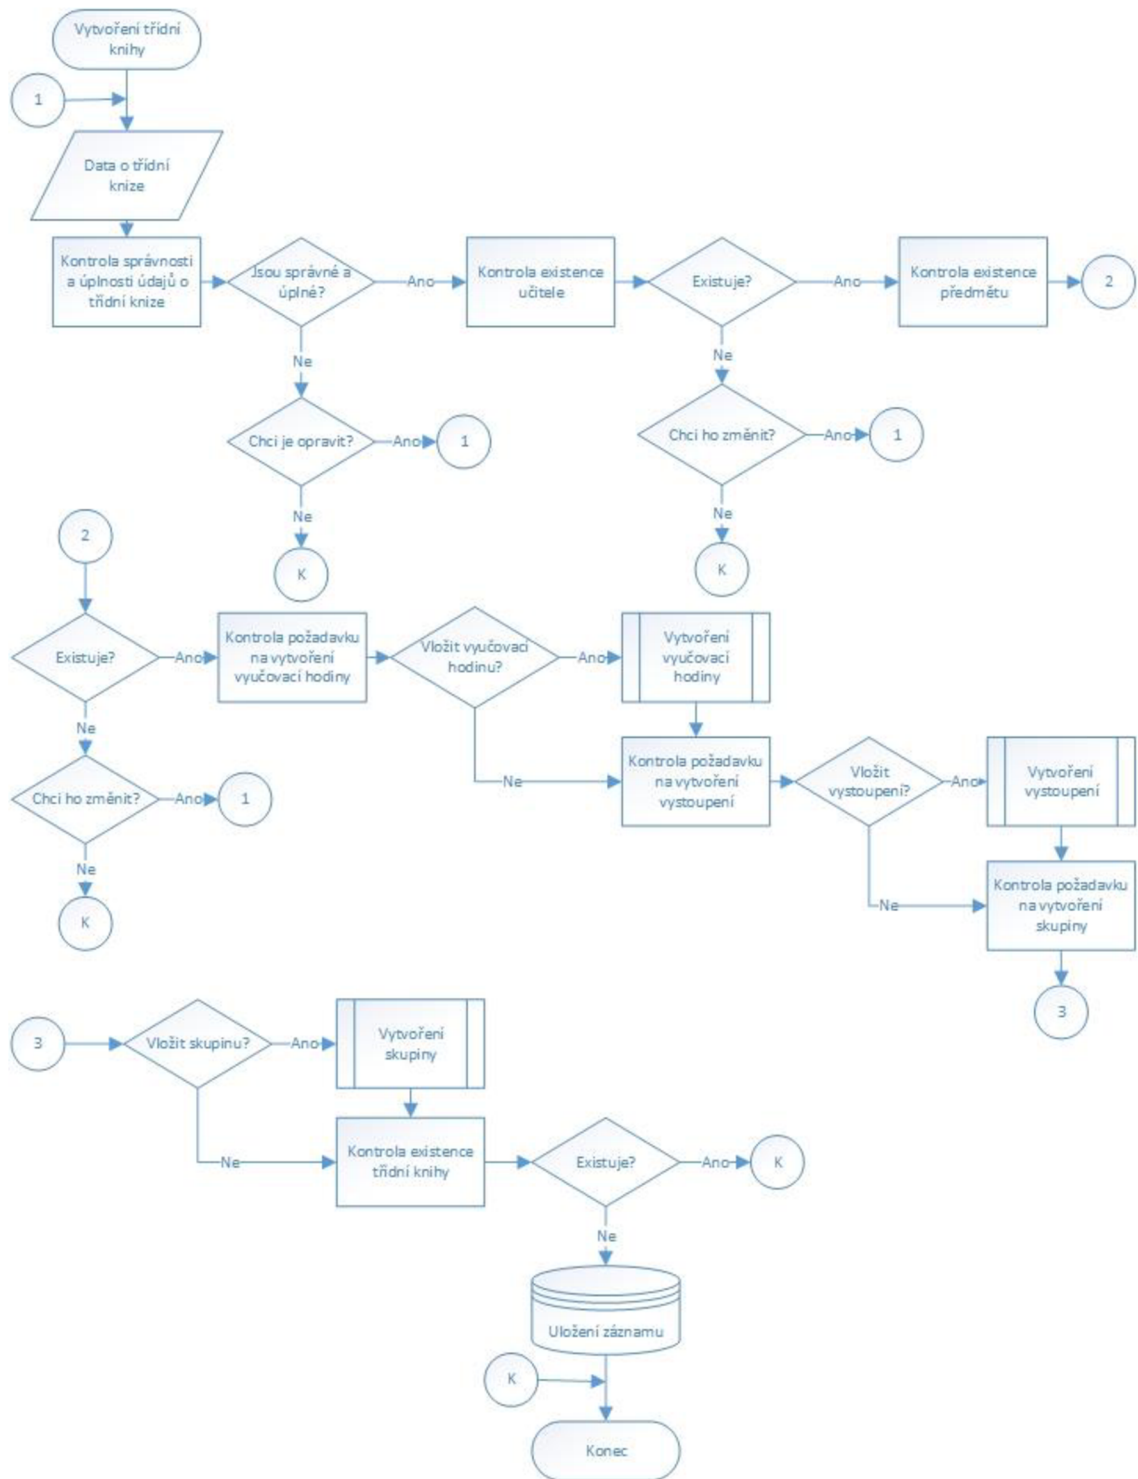 Vytvoření třídní
knihy
1
Data o třídní
knize
Kontrola správnosti
a úplnosti údajů o
třídní knize
Jsou správné a
úplné?
Ano
Kontrola existence
učitele
Existuje?
Ano
Kontrola existence
předmětu
2
Ne
Ne
Chci je opravit?
Ano
1
Chci ho změnit?
Ano
1
Ne
Ne
K
K
2
Existuje?
Ano
Kontrola požadavku
na vytvoření
vyučovací hodiny
Vložit vyučovací
hodinu?
Ano
Vytvoření
vyučovací
hodiny
Ne
Chci ho změnit?
Ano
1
Ne
Kontrola požadavku
na vytvoření
vystoupení
Vložit
vystoupení?
Ano
Vytvoření
vystoupení
Ne
K
Ne
Kontrola požadavku
na vytvoření
skupiny
3
3
Vložit skupinu?
Ano
Vytvoření
skupiny
Ne
Kontrola existence
třídní knihy
Existuje?
Ano
K
Ne
Uložení záznamu
K
Konec